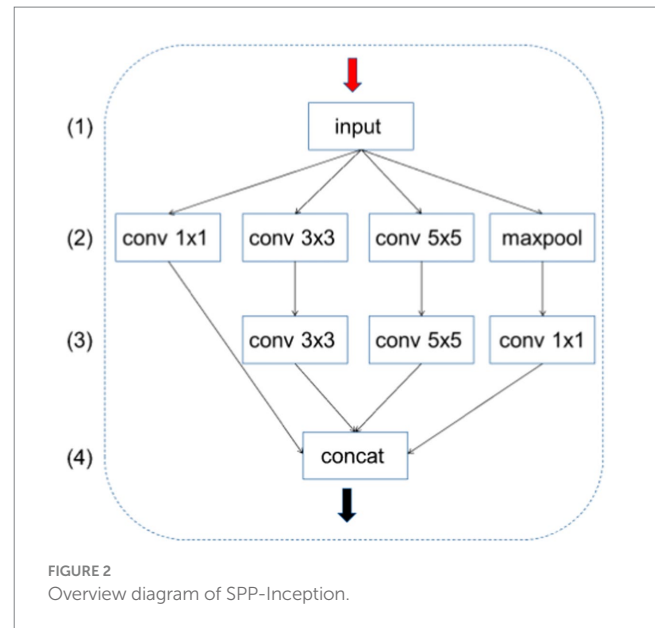 (1)
input
(2)
conv 1x1
conv 3x3
conv 5x5
maxpool
(3)
conv 3x3
conv 5x5
conv 1x1
(4)
concat
FIGURE 2
Overview diagram of SPP-Inception.